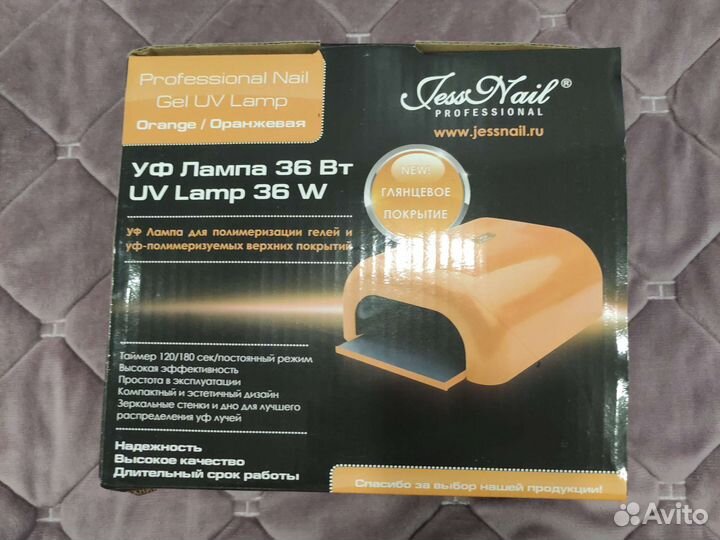 Professional Nail
Gel UV Lamp
Orange / Оранжевая
JessNail®
PROFESSIONAL
www.jessnail.ru
УФ Лампа 36 Вт
UV Lamp 36 W
NEW!
ГЛЯНЦЕВОЕ
ПОКРЫТИЕ
УФ Лампа для полимеризации гелей и
уф-полимеризуемых верхних покрытий
Таймер 120/180 сек/постоянный режим
Высокая эффективность
Простота в эксплуатации
Компактный и эстетичный дизайн
Зеркальные стенки и дно для лучшего
распределения уф лучей
Надежность
Высокое качество
Длительный срок работы
Спасибо за выбор нашей продукции!
Avito